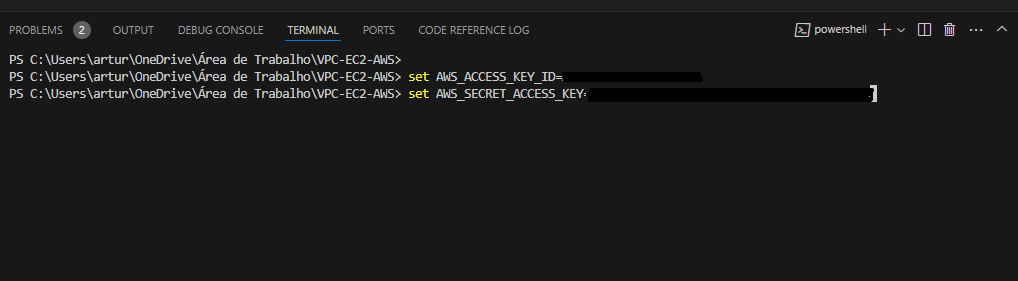 PROBLEMS 2 OUTPUT DEBUG CONSOLE TERMINAL PORTS CODE REFERENCE LOG powershell
PS C:\Users\artur\OneDrive\Área de Trabalho\VPC-EC2-AWS>
PS C:\Users\artur\OneDrive\Área de Trabalho\VPC-EC2-AWS> set AWS_ACCESS_KEY_ID=
PS C:\Users\artur\OneDrive\Área de Trabalho\VPC-EC2-AWS> set AWS_SECRET_ACCESS_KEY=